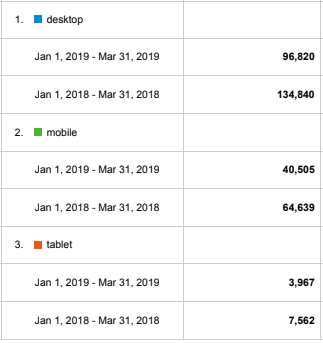 1. desktop
Jan 1, 2019 - Mar 31, 2019 96,820
Jan 1, 2018 - Mar 31, 2018 134,840
2. mobile
Jan 1, 2019 - Mar 31, 2019 40,505
Jan 1, 2018 - Mar 31, 2018 64,639
3. tablet
Jan 1, 2019 - Mar 31, 2019 3,967
Jan 1, 2018 - Mar 31, 2018 7,562